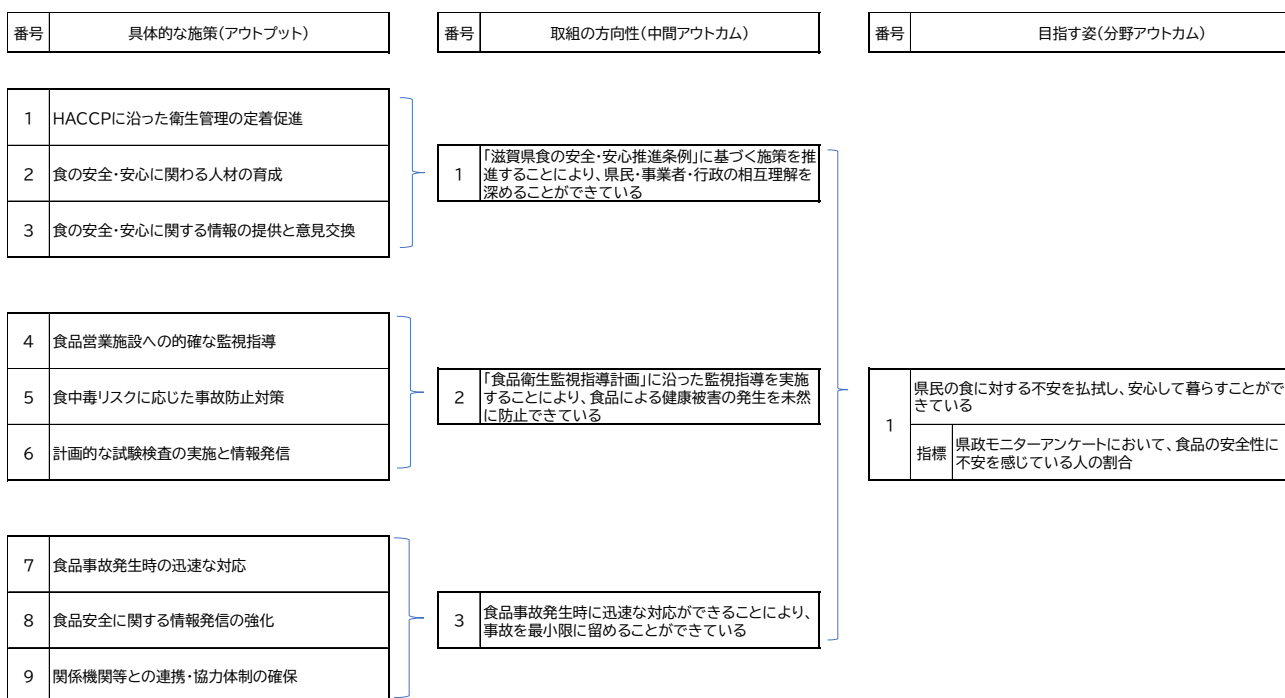 番号 具体的な施策(アウトプット) 番号 取組の方向性(中間アウトカム) 番号 目指す姿(分野アウトカム)
1 HACCPに沿った衛生管理の定着促進
2 食の安全・安心に関わる人材の育成
3 食の安全・安心に関する情報の提供と意見交換
1 「滋賀県食の安全・安心推進条例」に基づく施策を推
進することにより、県民・事業者・行政の相互理解を
深めることができている
4 食品営業施設への的確な監視指導
5 食中毒リスクに応じた事故防止対策
6 計画的な試験検査の実施と情報発信
2 「食品衛生監視指導計画」に沿った監視指導を実施
することにより、食品による健康被害の発生を未然
に防止できている
7 食品事故発生時の迅速な対応
8 食品安全に関する情報発信の強化
9 関係機関等との連携・協力体制の確保
3 食品事故発生時に迅速な対応ができることにより、
事故を最小限に留めることができている
1 県民の食に対する不安を払拭し、安心して暮らすことがで
きている
指標 県政モニターアンケートにおいて、食品の安全性に
不安を感じている人の割合